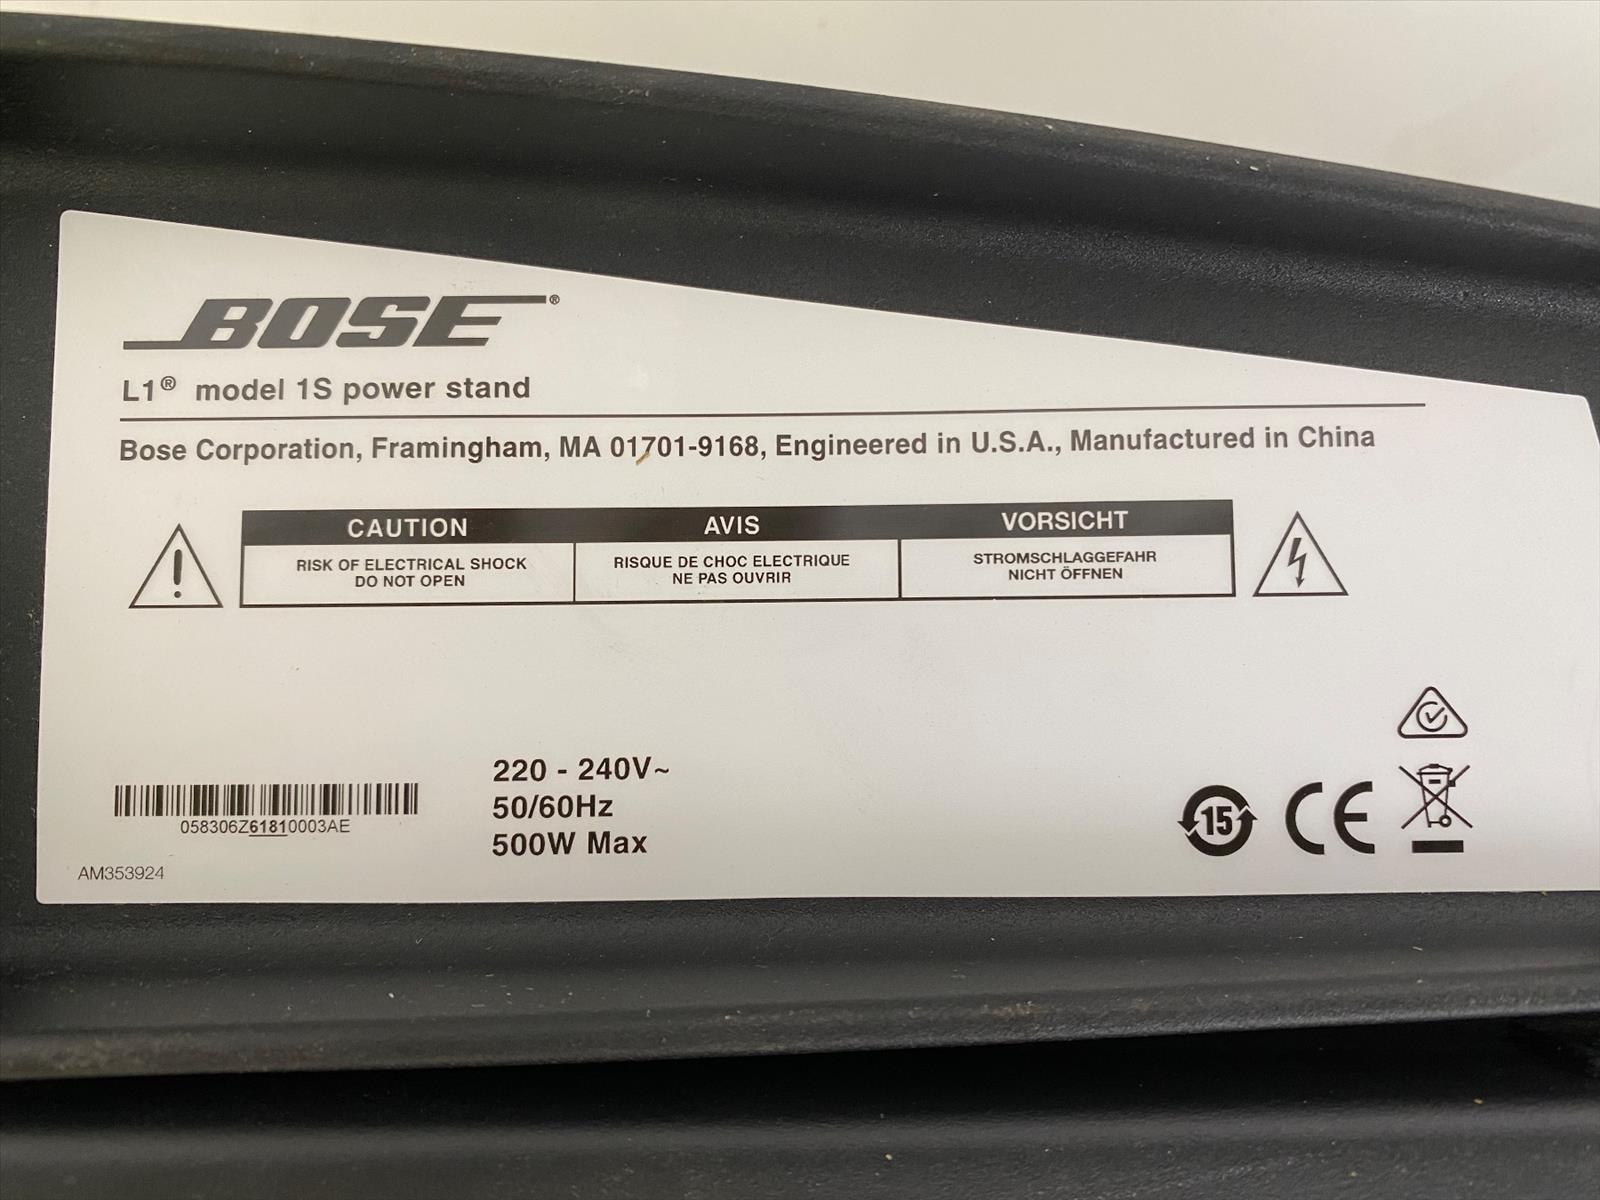 BOSE®
L1® model 1S power stand
Bose Corporation, Framingham, MA 01701-9168, Engineered in U.S.A., Manufactured in China
CAUTION
RISK OF ELECTRICAL SHOCK
DO NOT OPEN
AVIS
RISQUE DE CHOC ELECTRIQUE
NE PAS OUVRIR
VORSICHT
STROMSCHLAGGEFAHR
NICHT ÖFFNEN
220 - 240V~
50/60Hz
500W Max
058306Z61810003AE
AM353924
15
CE